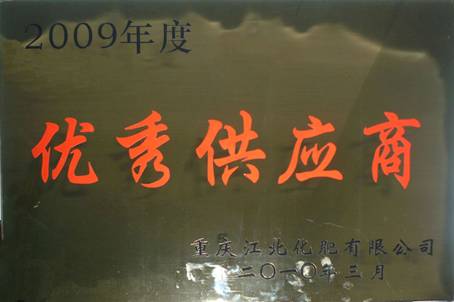 2009年度
优秀供应商
重庆江北化肥有限公司
二〇一〇年三月